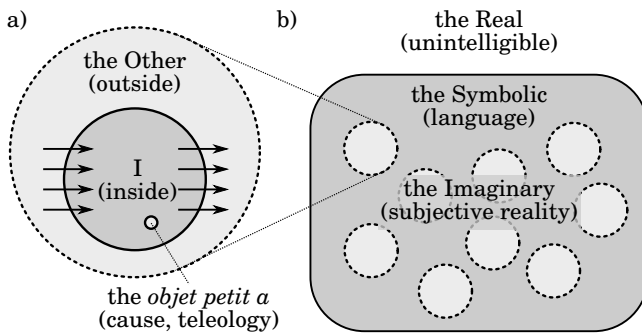 a)
the Other
(outside)
I
(inside)
the objet petit a
(cause, teleology)
b)
the Real
(unintelligible)
the Symbolic
(language)
the Imaginary
(subjective reality)